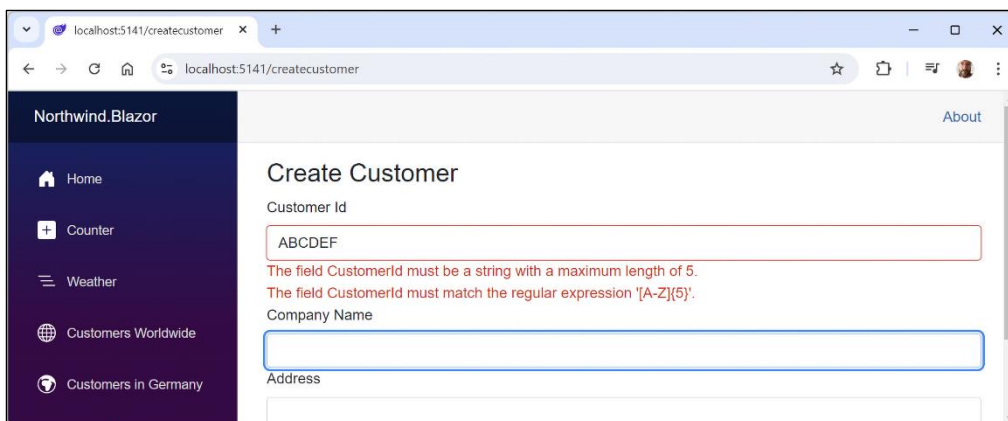 localhost:5141/createcustomer
localhost:5141/createcustomer
Northwind.Blazor
About
Home
Counter
Weather
Customers Worldwide
Customers in Germany
Create Customer
Customer Id
ABCDEF
The field CustomerId must be a string with a maximum length of 5.
The field CustomerId must match the regular expression '[A-Z]{5}'.
Company Name
Address